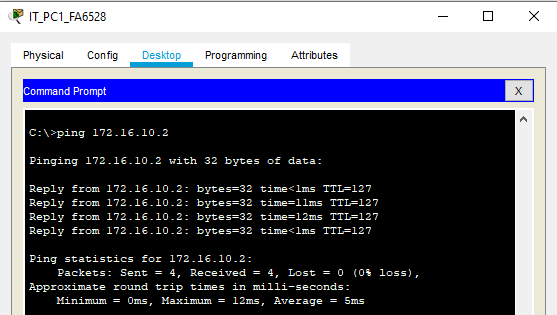 IT_PC1_FA6528
Physical Config Desktop Programming Attributes
Command Prompt X
C:\>ping 172.16.10.2
Pinging 172.16.10.2 with 32 bytes of data:
Reply from 172.16.10.2: bytes=32 time<1ms TTL=127
Reply from 172.16.10.2: bytes=32 time=11ms TTL=127
Reply from 172.16.10.2: bytes=32 time=12ms TTL=127
Reply from 172.16.10.2: bytes=32 time<1ms TTL=127
Ping statistics for 172.16.10.2:
Packets: Sent = 4, Received = 4, Lost = 0 (0% loss),
Approximate round trip times in milli-seconds:
Minimum = 0ms, Maximum = 12ms, Average = 5ms